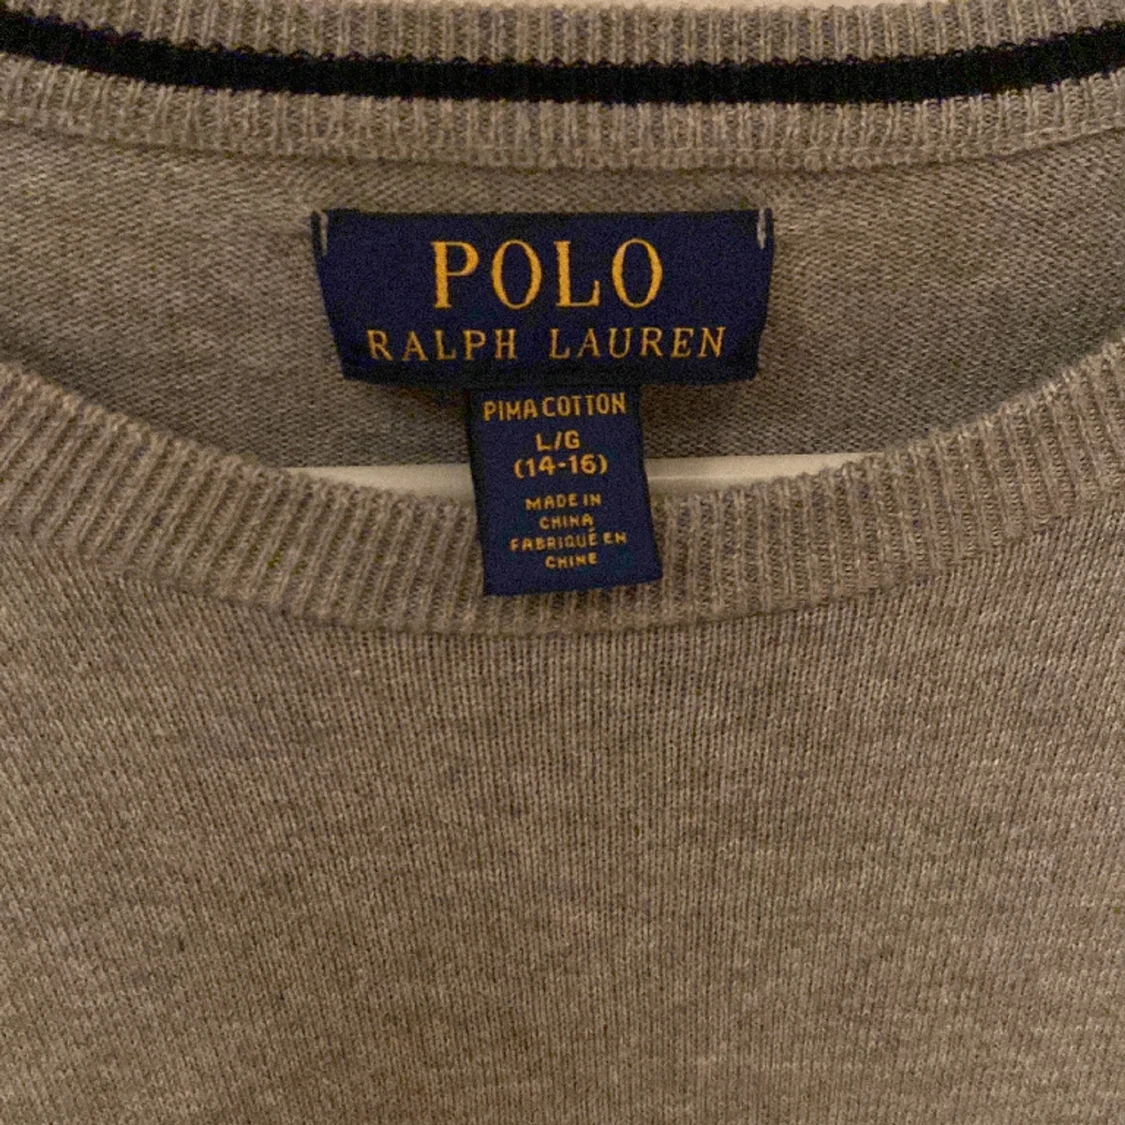 POLO
RALPH LAUREN
PIMA COTTON
L/G
(14-16)
MADE IN
CHINA
FABRIQUÉ EN
CHINE